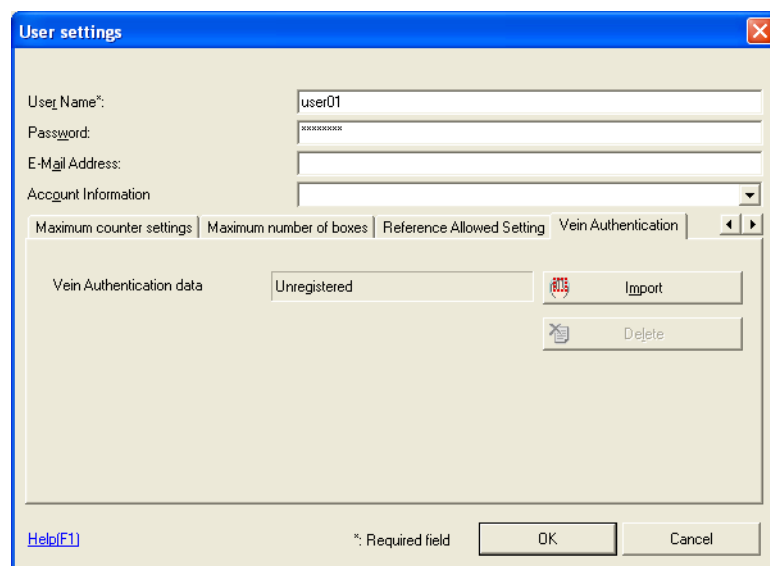 User settings
User Name*: user01
Password: ********
E-Mail Address:
Account Information
Maximum counter settings Maximum number of boxes Reference Allowed Setting Vein Authentication
Vein Authentication data Unregistered Import
Delete
Help(F1) *: Required field OK Cancel